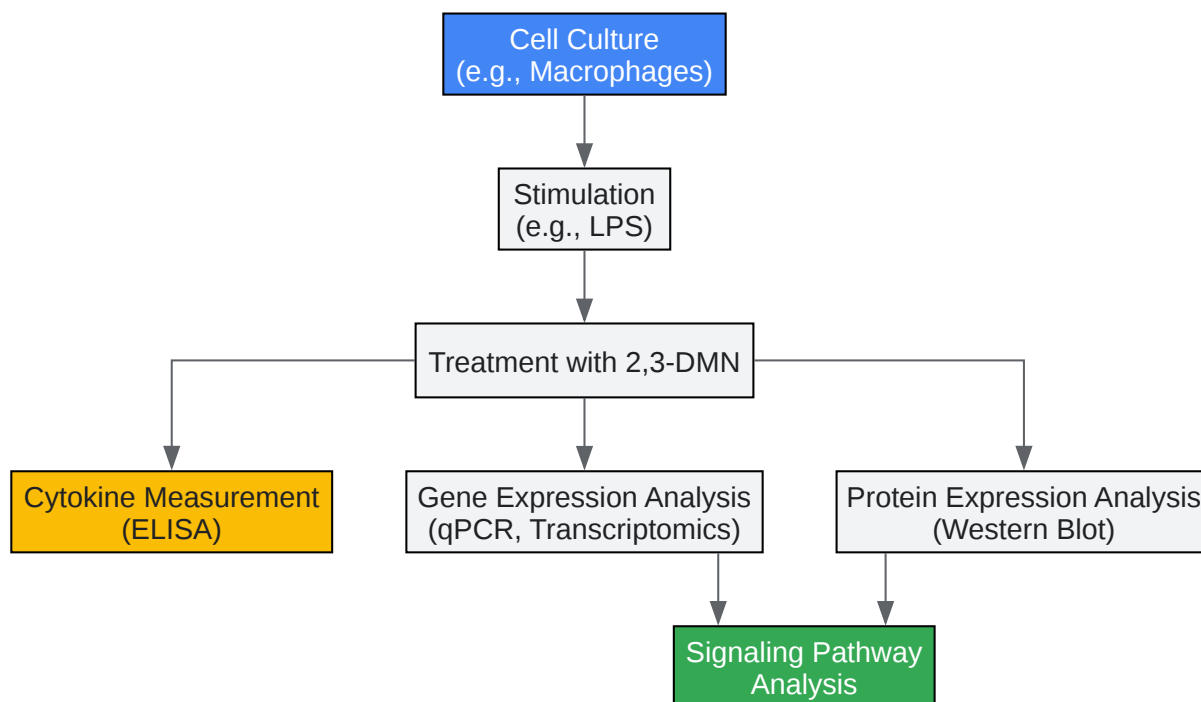 Cell Culture
(e.g., Macrophages)
Stimulation
(e.g., LPS)
Treatment with 2,3-DMN
Cytokine Measurement
(ELISA)
Gene Expression Analysis
(qPCR, Transcriptomics)
Protein Expression Analysis
(Western Blot)
Signaling Pathway
Analysis